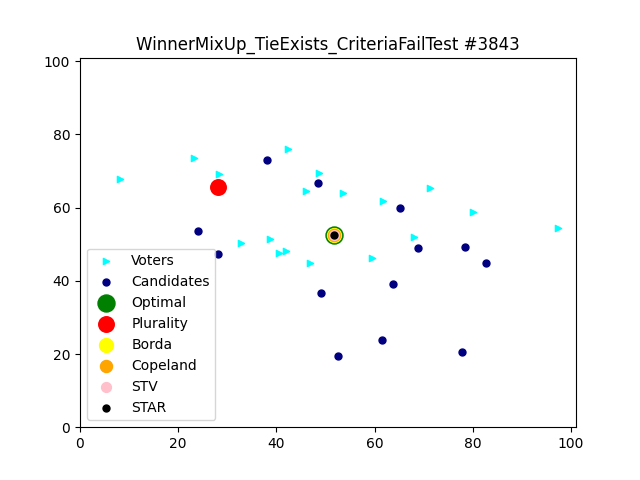 WinnerMixUp_TieExists_CriteriaFailTest #3843
100
80
60
40
20
0
Voters
Candidates
Optimal
Plurality
Borda
Copeland
STV
STAR
0 20 40 60 80 100